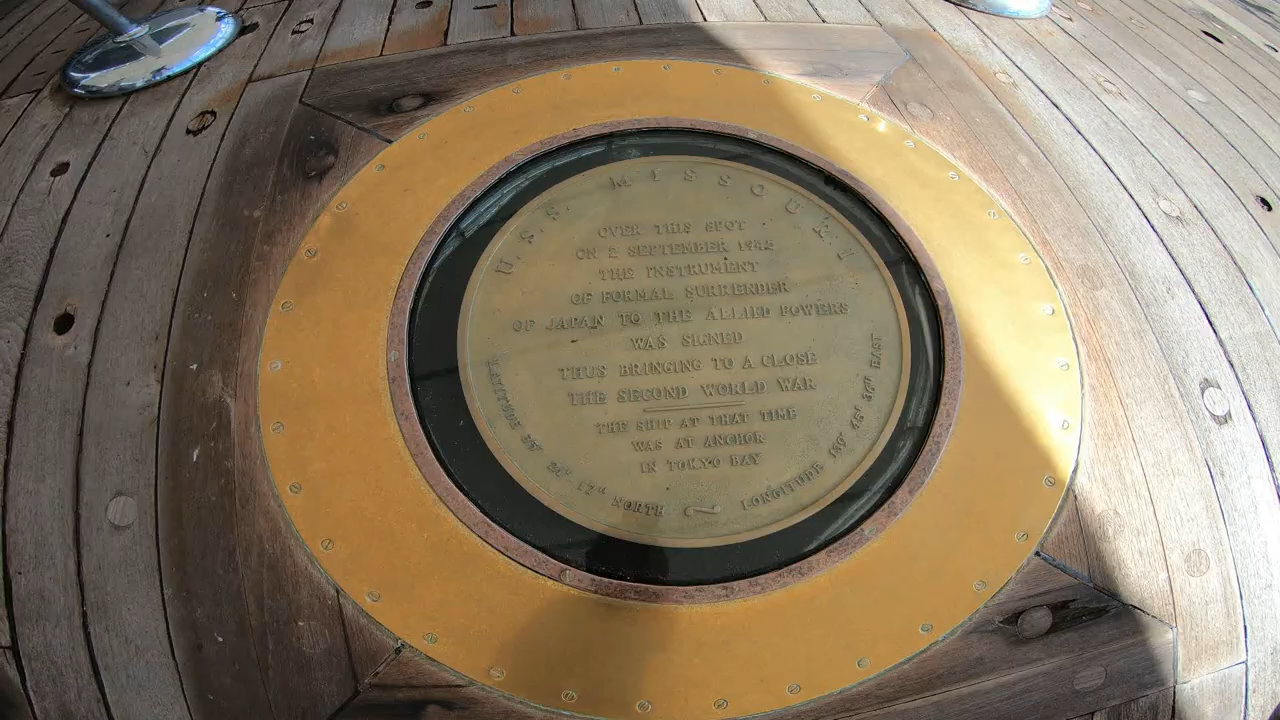 U.S.S. MISSOURI
OVER THIS SPOT
ON 2 SEPTEMBER 1945
THE INSTRUMENT
OF FORMAL SURRENDER
OF JAPAN TO THE ALLIED POWERS
WAS SIGNED
THUS BRINGING TO A CLOSE
THE SECOND WORLD WAR
THE SHIP AT THAT TIME
WAS AT ANCHOR
IN TOKYO BAY
LATITUDE 35° 21' 17" NORTH ~ LONGITUDE 139° 45' 36" EAST